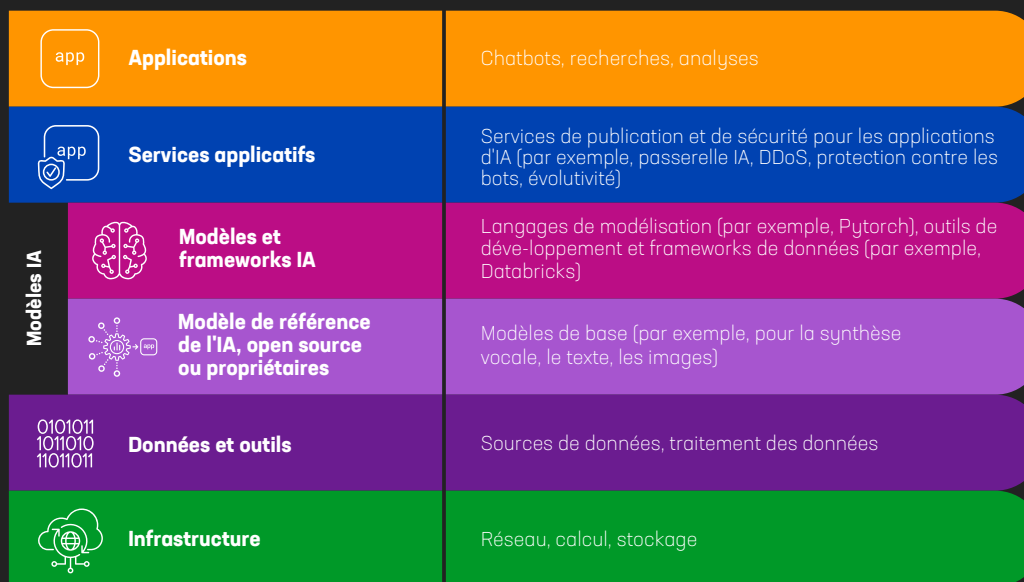 app
Applications
Chatbots, recherches, analyses
app
Services applicatifs
Services de publication et de sécurité pour les applications
d'IA (par exemple, passerelle IA, DDoS, protection contre les
bots, évolutivité)
Modèles IA
Modèles et
frameworks IA
Langages de modélisation (par exemple, Pytorch), outils de
déve-loppement et frameworks de données (par exemple,
Databricks)
app
Modèle de référence
de l'IA, open source
ou propriétaires
Modèles de base (par exemple, pour la synthèse
vocale, le texte, les images)
0101011
1011010
11011011
Données et outils
Sources de données, traitement des données
Infrastructure
Réseau, calcul, stockage